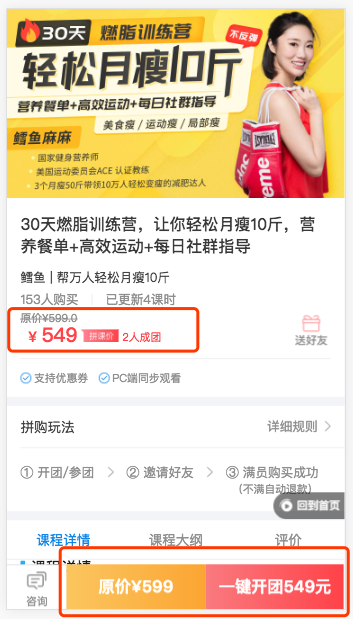 30天 燃脂训练营
不反弹
轻松月瘦10斤
营养餐单+高效运动+每日社群指导
美食瘦 / 运动瘦 / 局部瘦
鳕鱼麻麻
· 国家健身营养师
· 美国运动委员会ACE 认证教练
· 3个月瘦50斤带领10万人轻松变瘦的减肥达人
EVERLAST
Supreme
30天燃脂训练营，让你轻松月瘦10斤，营
养餐单+高效运动+每日社群指导
鳕鱼 | 帮万人轻松月瘦10斤
153人购买 | 已更新4课时
原价¥599.0
¥ 549 拼课价 2人成团
送好友
支持优惠券 PC端同步观看
拼购玩法 详细规则 >
① 开团/参团 > ② 邀请好友 > ③ 满员购买成功
(不满自动退款)
回到首页
课程详情 课程大纲 评价
课程详情
咨询 原价¥599 一键开团549元